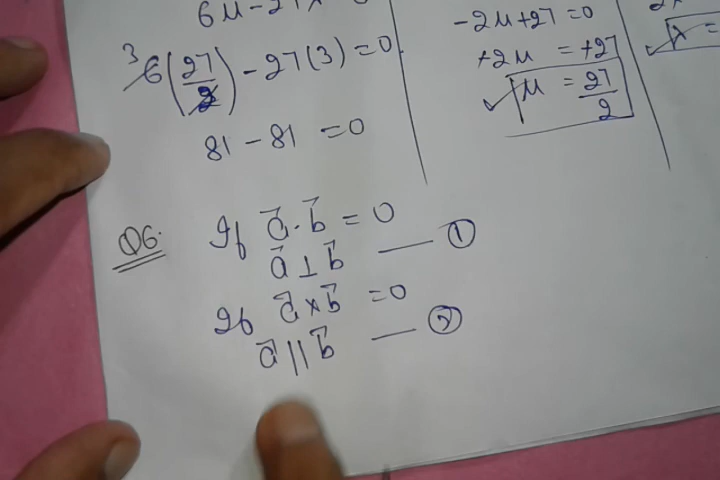 6(27/2) - 27(3) = 0
3
81 - 81 = 0
-2μ + 27 = 0
+2μ = +27
✓ μ = 27/2
Q6. If a⃗·b⃗ = 0
a⃗ ⊥ b⃗ — ①
If a⃗×b⃗ = 0
a⃗ || b⃗ — ②